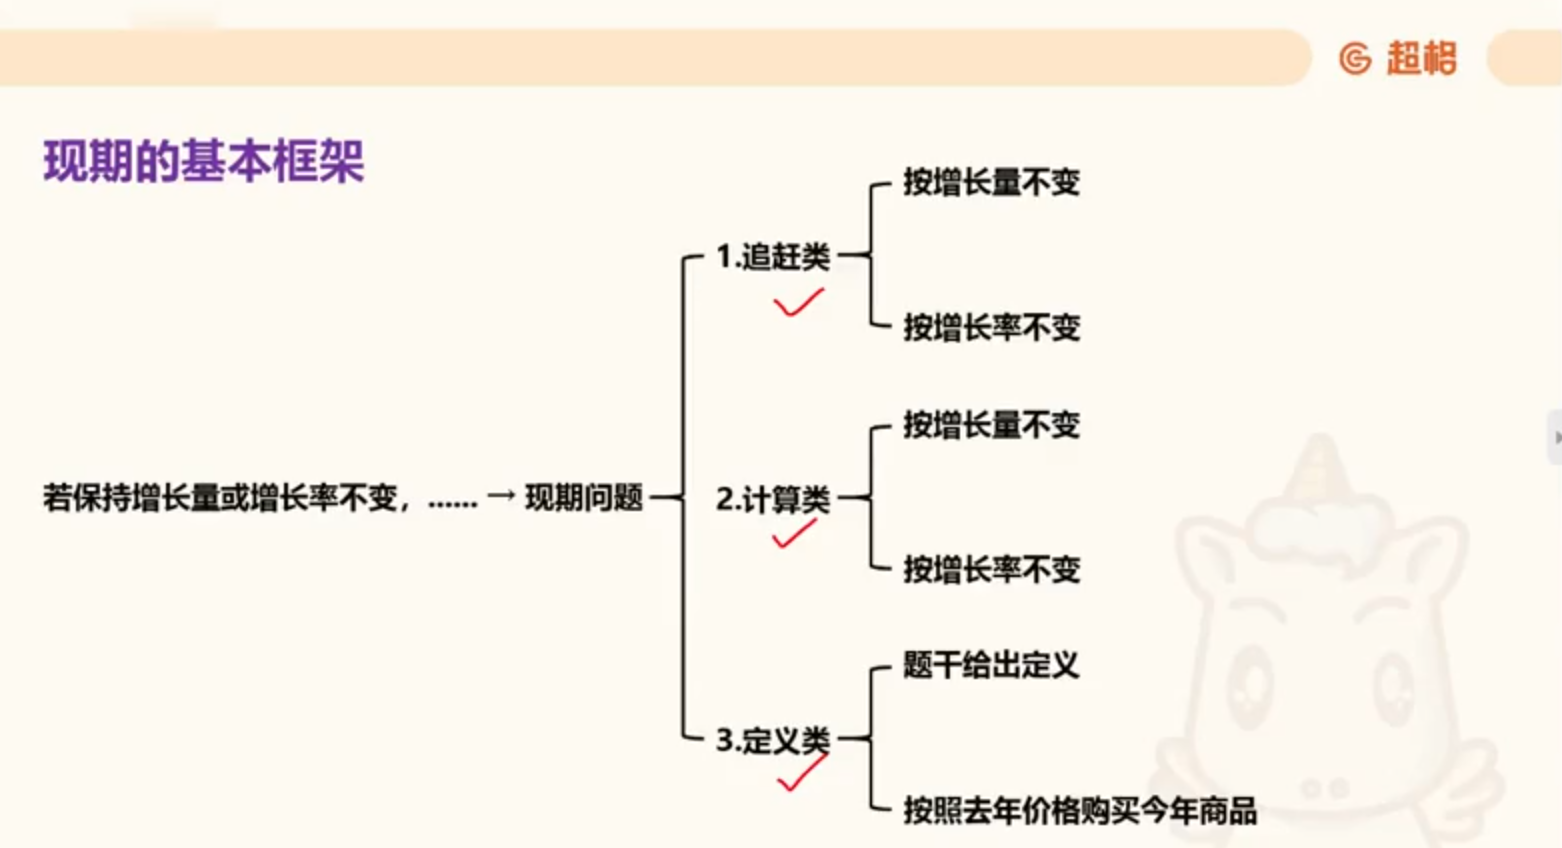 超格
现期的基本框架
若保持增长量或增长率不变，…… → 现期问题
1.追赶类
按增长量不变
按增长率不变
2.计算类
按增长量不变
按增长率不变
3.定义类
题干给出定义
按照去年价格购买今年商品